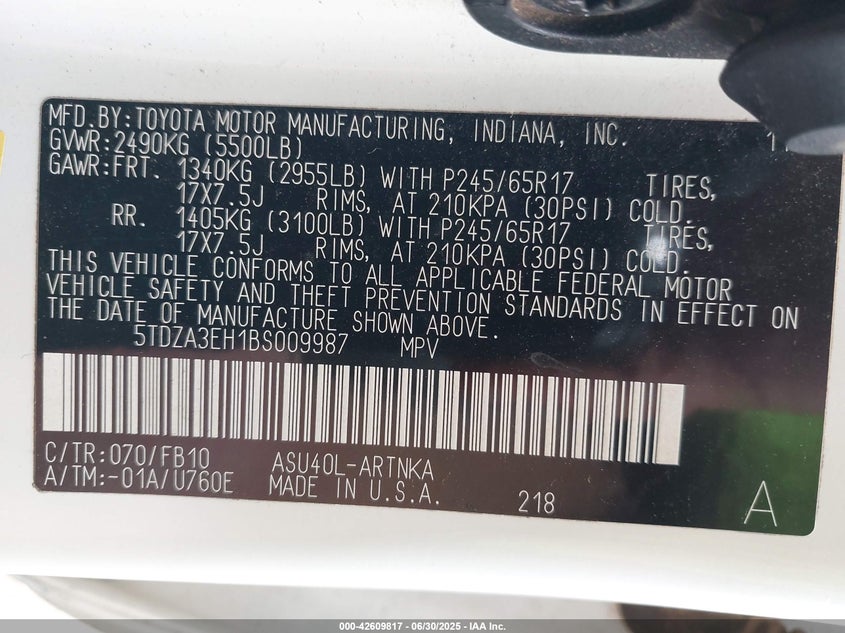 MFD.BY:TOYOTA MOTOR MANUFACTURING, INDIANA, INC.
GVWR:2490KG (5500LB)
GAWR:FRT. 1340KG (2955LB) WITH P245/65R17 TIRES,
17X7.5J RIMS, AT 210KPA (30PSI) COLD.
RR. 1405KG (3100LB) WITH P245/65R17 TIRES,
17X7.5J RIMS, AT 210KPA (30PSI) COLD.
THIS VEHICLE CONFORMS TO ALL APPLICABLE FEDERAL MOTOR
VEHICLE SAFETY AND THEFT PREVENTION STANDARDS IN EFFECT ON
THE DATE OF MANUFACTURE SHOWN ABOVE.
5TDZA3EH1BS009987 MPV
C/TR:070/FB10 ASU40L-ARTNKA
A/TM:-01A/U760E MADE IN U.S.A. 218 A
000-42609817 - 06/30/2025 - IAA Inc.